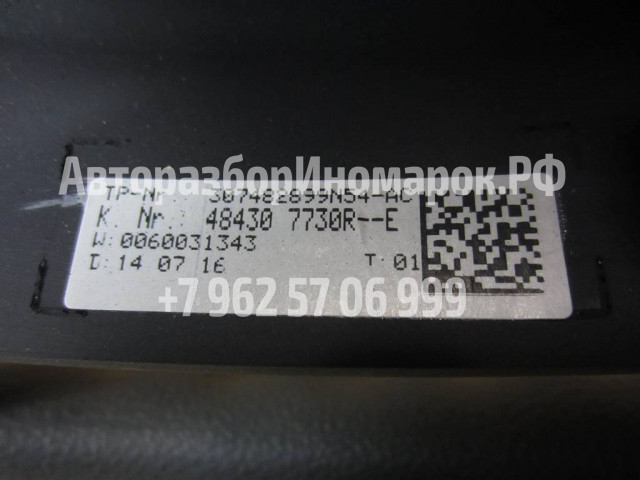 АвторазборИномарок.РФ
TP-Nr.: 307482899N54-AC
K. Nr.: 48430 7730R--E
W:0060031343
D: 14 07 16 T: 01
+7 962 57 06 999